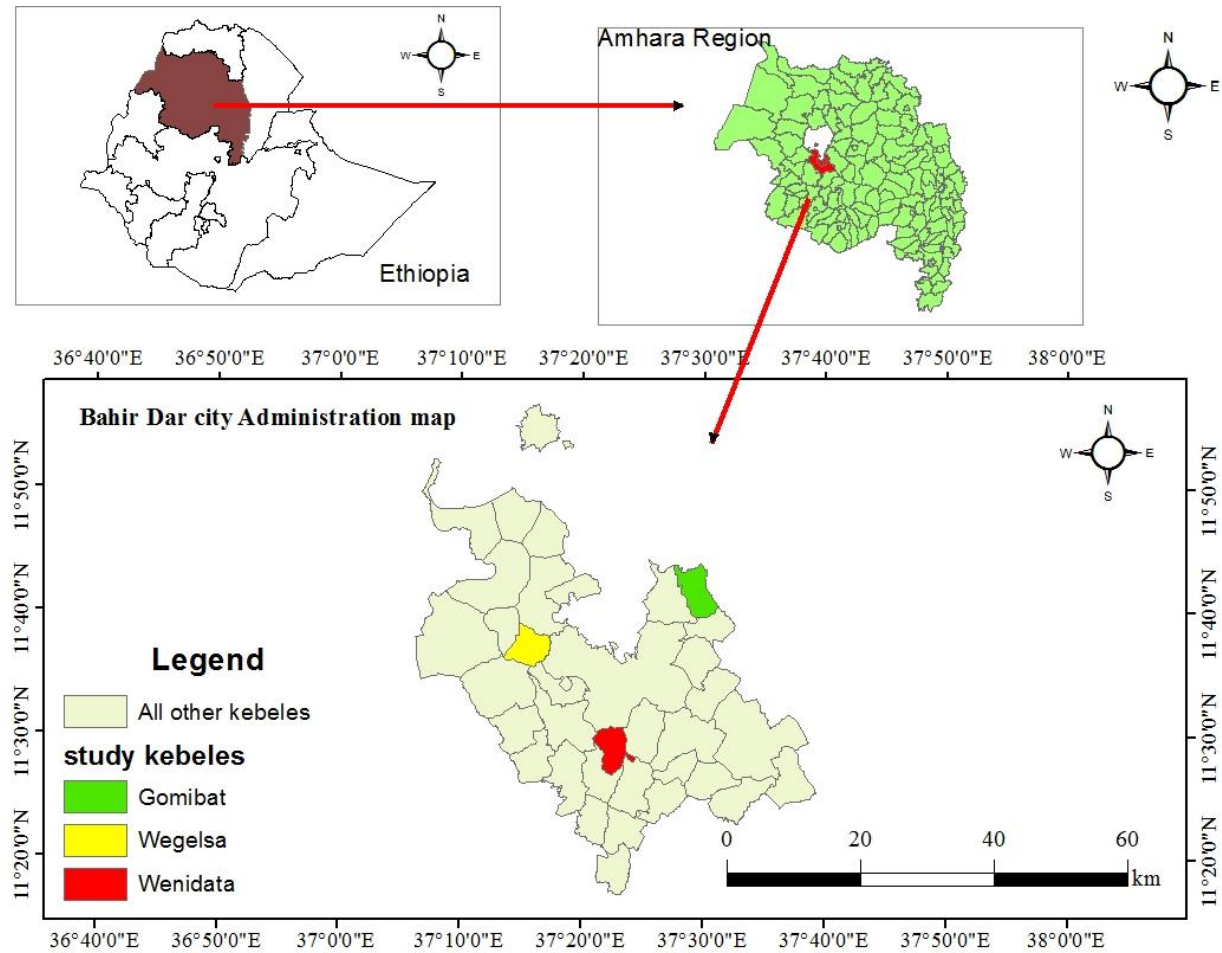 N
W E
S
Ethiopia
Amhara Region
N
W E
S
36°40'0"E 36°50'0"E 37°0'0"E 37°10'0"E 37°20'0"E 37°30'0"E 37°40'0"E 37°50'0"E 38°0'0"E
Bahir Dar city Administration map
N
W E
S
11°50'0"N
11°40'0"N
11°30'0"N
11°20'0"N
11°50'0"N
11°40'0"N
11°30'0"N
11°20'0"N
Legend
All other kebeles
study kebeles
Gomibat
Wegelsa
Wenidata
0 20 40 60
km
36°40'0"E 36°50'0"E 37°0'0"E 37°10'0"E 37°20'0"E 37°30'0"E 37°40'0"E 37°50'0"E 38°0'0"E